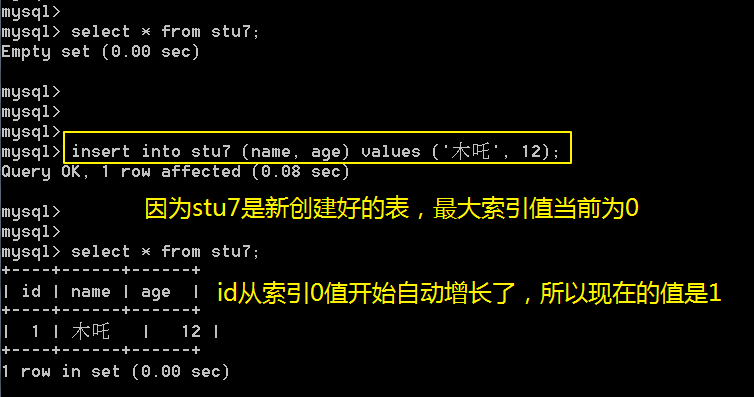 mysql>
mysql> select * from stu7;
Empty set (0.00 sec)
mysql>
mysql>
mysql>
mysql> insert into stu7 (name, age) values ('木吒', 12);
Query OK, 1 row affected (0.08 sec)
mysql>
因为stu7是新创建好的表，最大索引值当前为0
mysql>
mysql> select * from stu7;
+----+------+------+
| id | name | age  |
id从索引0值开始自动增长了，所以现在的值是1
+----+------+------+
|  1 | 木吒   |   12 |
+----+------+------+
1 row in set (0.00 sec)